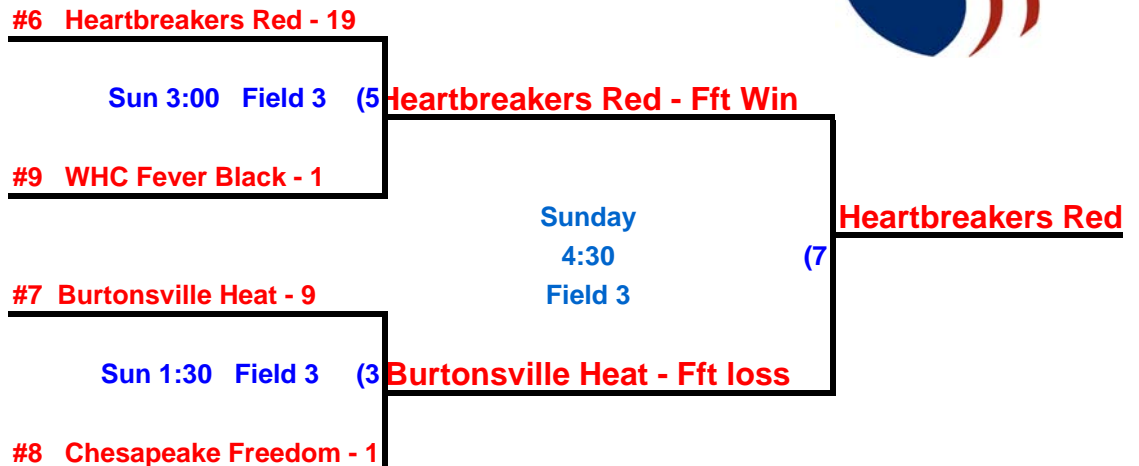 #6 Heartbreakers Red - 19
Sun 3:00 Field 3 (5
Heartbreakers Red - Fft Win
#9 WHC Fever Black - 1
Sunday
Heartbreakers Red
4:30 (7
#7 Burtonsville Heat - 9
Field 3
Sun 1:30 Field 3 (3
Burtonsville Heat - Fft loss
#8 Chesapeake Freedom - 1